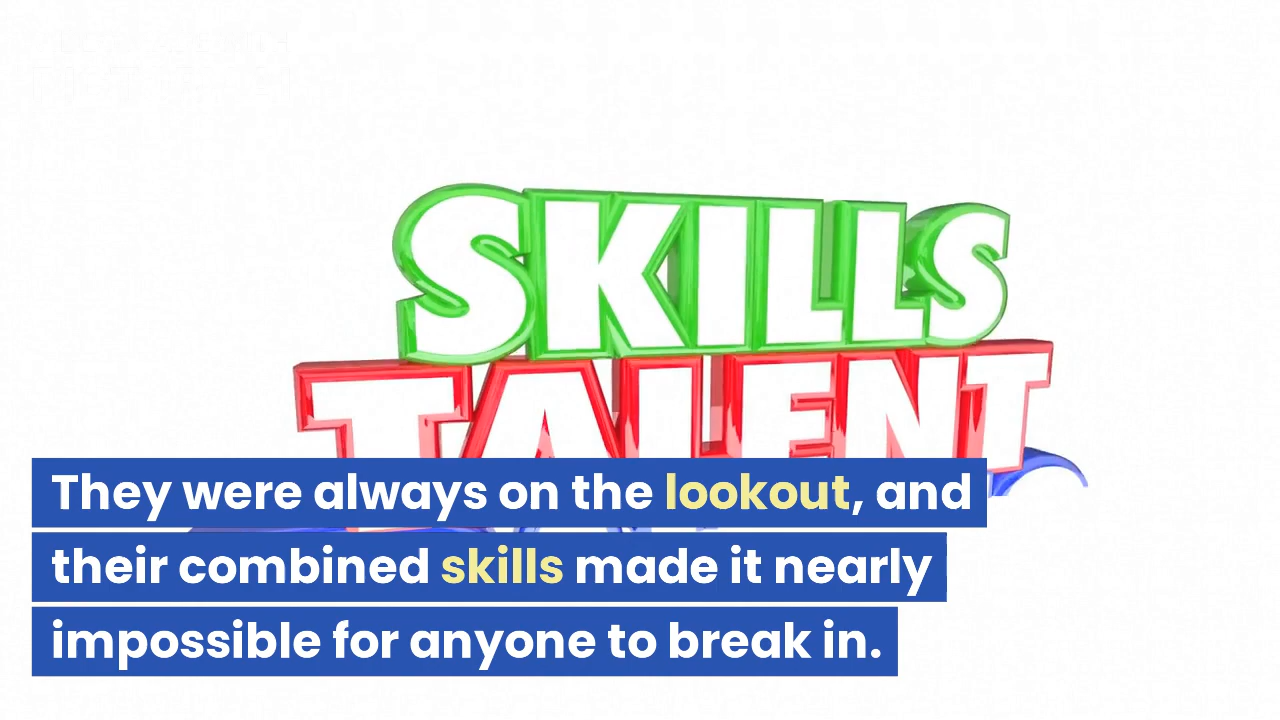 SKILLS
TALENT
They were always on the lookout, and
their combined skills made it nearly
impossible for anyone to break in.